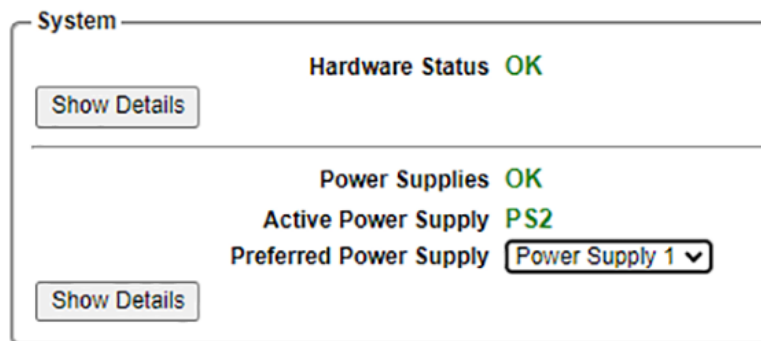 System
Hardware Status OK
Show Details
Power Supplies OK
Active Power Supply PS2
Preferred Power Supply Power Supply 1
Show Details